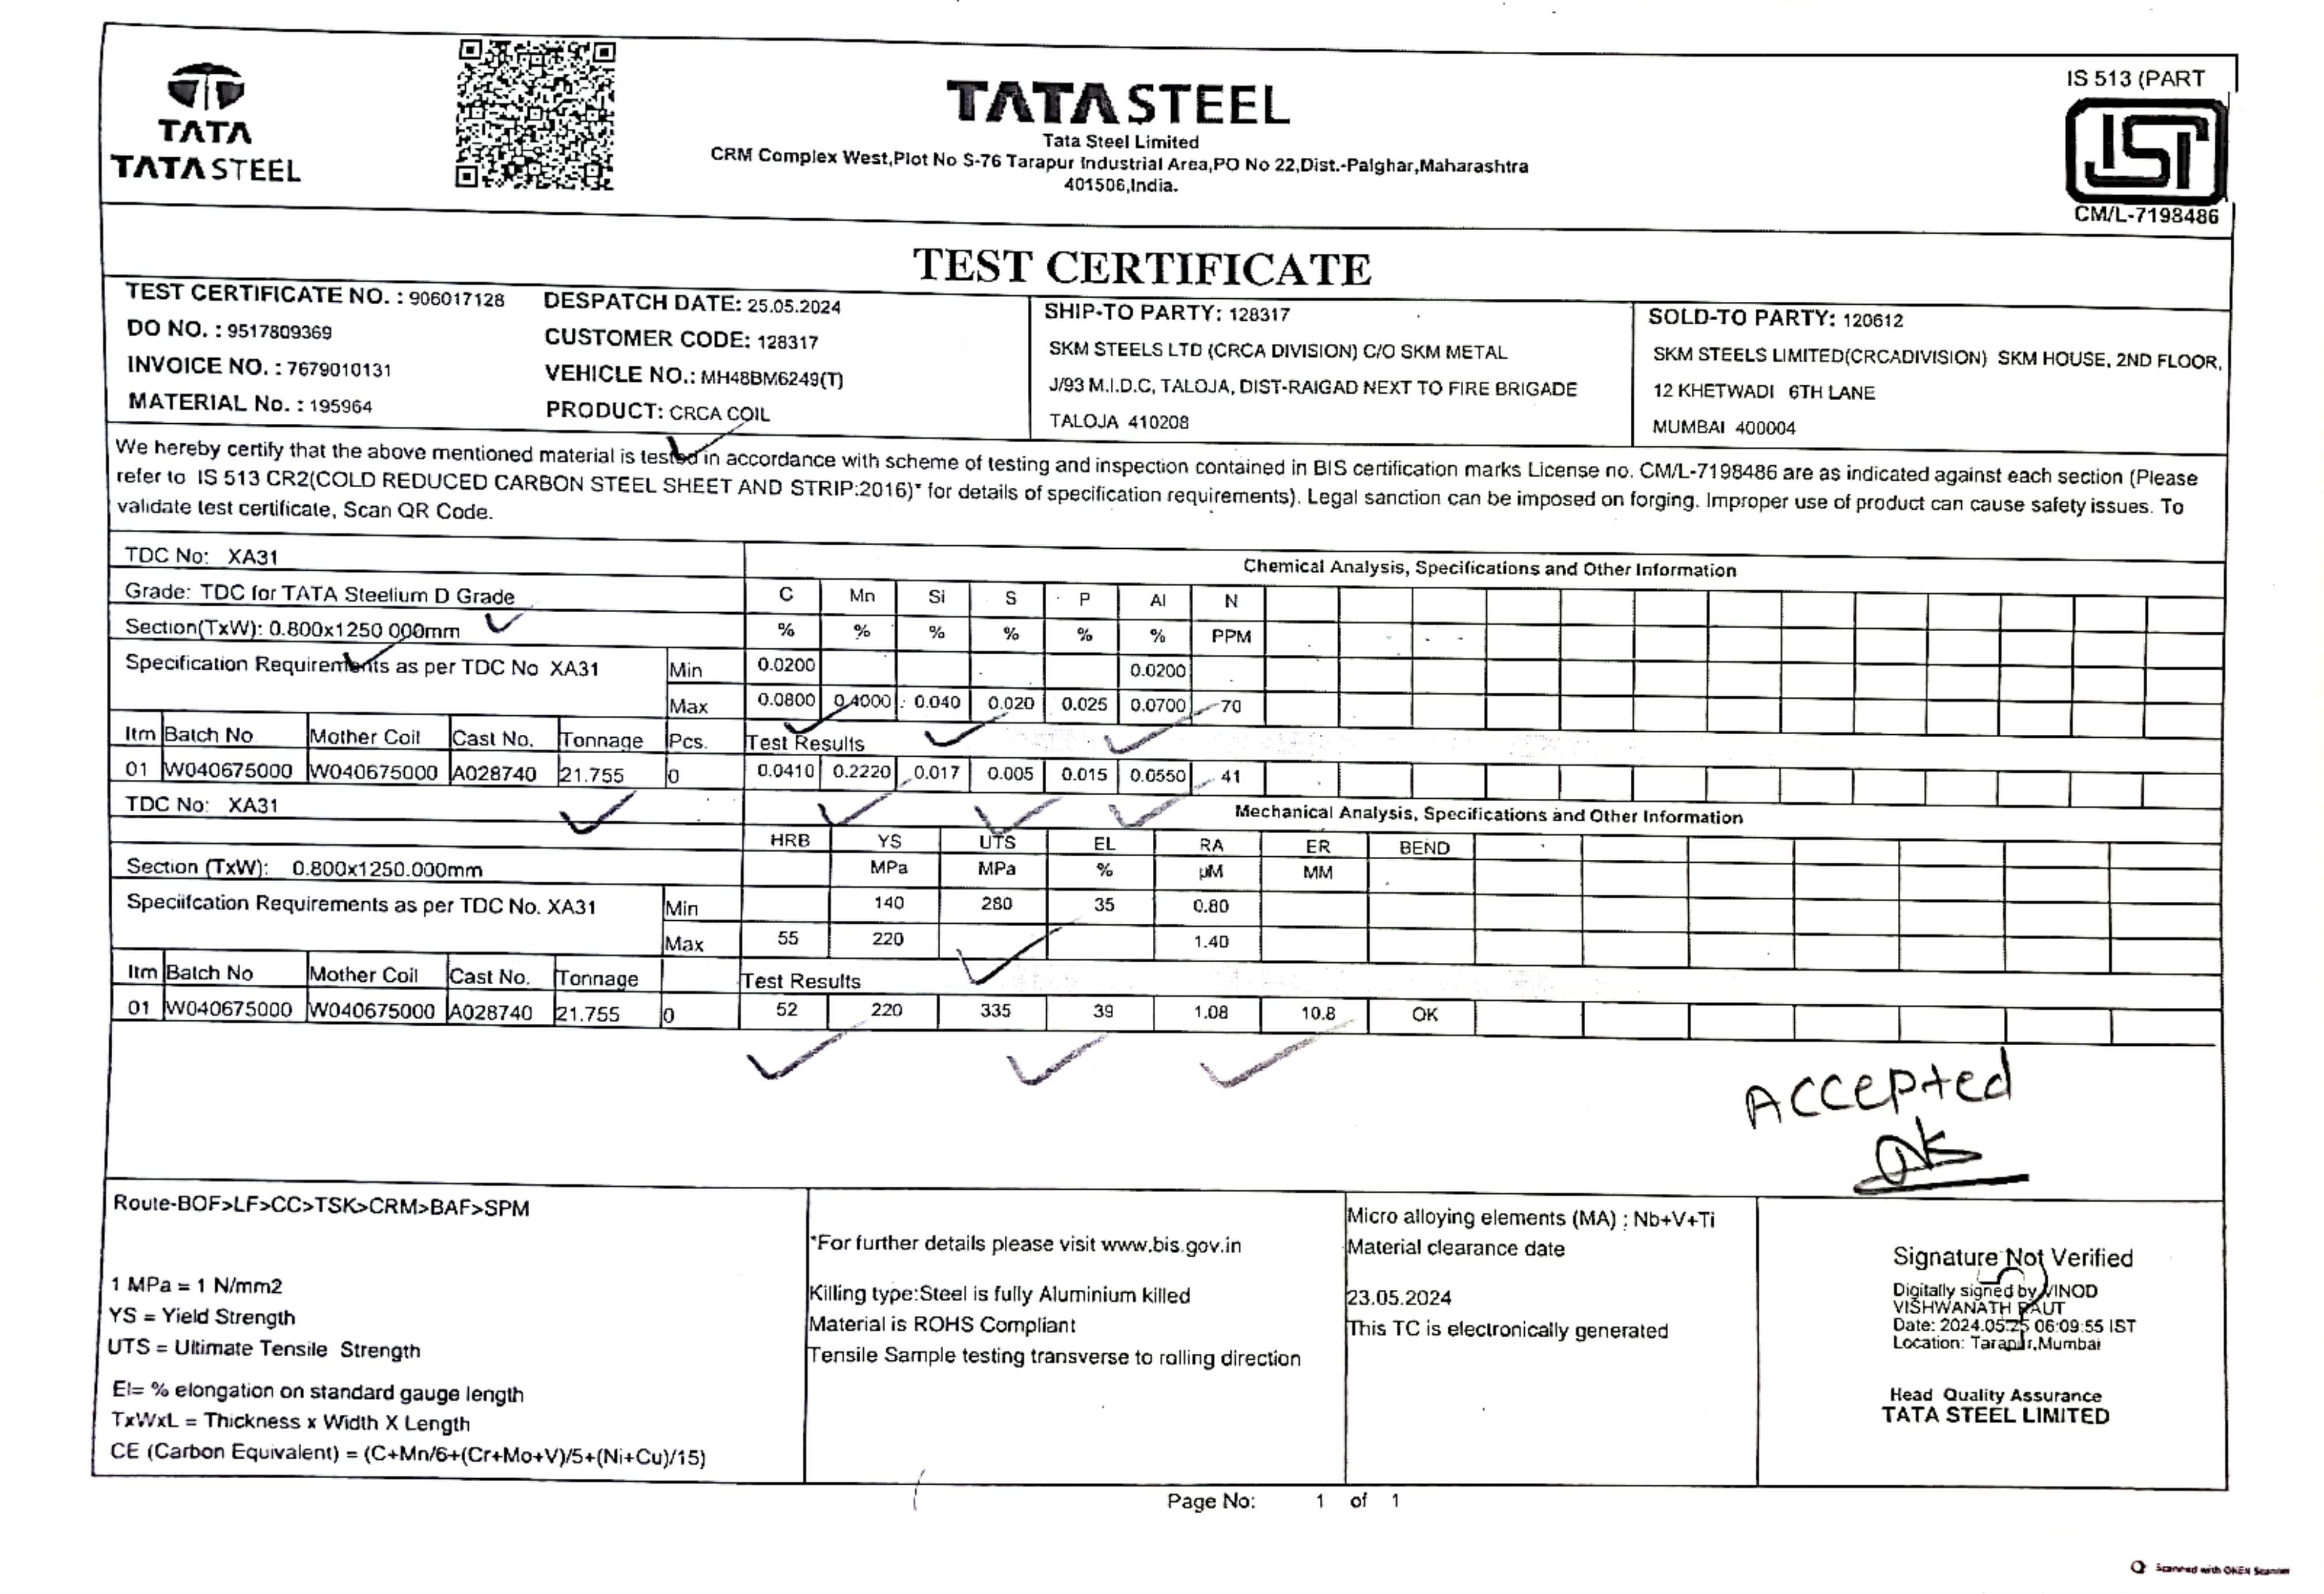 TATA
TATA STEEL
TATA STEEL
Tata Steel Limited
CRM Complex West,Plot No S-76 Tarapur Industrial Area,PO No 22,Dist.-Palghar,Maharashtra
401506,India.
IS 513 (PART
CM/L-7198486
TEST CERTIFICATE
TEST CERTIFICATE NO. : 906017128
DO NO. : 9517809369
INVOICE NO. : 7679010131
MATERIAL No. : 195964
DESPATCH DATE: 25.05.2024
CUSTOMER CODE: 128317
VEHICLE NO.: MH48BM6249(T)
PRODUCT: CRCA COIL
SHIP-TO PARTY: 128317
SKM STEELS LTD (CRCA DIVISION) C/O SKM METAL
J/93 M.I.D.C, TALOJA, DIST-RAIGAD NEXT TO FIRE BRIGADE
TALOJA 410208
SOLD-TO PARTY: 120612
SKM STEELS LIMITED(CRCADIVISION) SKM HOUSE, 2ND FLOOR,
12 KHETWADI 6TH LANE
MUMBAI 400004
We hereby certify that the above mentioned material is tested in accordance with scheme of testing and inspection contained in BIS certification marks License no. CM/L-7198486 are as indicated against each section (Please
refer to IS 513 CR2(COLD REDUCED CARBON STEEL SHEET AND STRIP:2016)* for details of specification requirements). Legal sanction can be imposed on forging. Improper use of product can cause safety issues. To
validate test certificate, Scan QR Code.
TDC No: XA31
Chemical Analysis, Specifications and Other Information
Grade: TDC for TATA Steelium D Grade
C Mn Si S P Al N
Section(TxW): 0.800x1250 000mm
% % % % % % PPM
Specification Requirements as per TDC No XA31
Min 0.0200 0.0200
Max 0.0800 0.4000 0.040 0.020 0.025 0.0700 70
Itm Batch No Mother Coil Cast No. Tonnage Pcs. Test Results
01 W040675000 W040675000 A028740 21.755 0 0.0410 0.2220 0.017 0.005 0.015 0.0550 41
TDC No: XA31
Mechanical Analysis, Specifications and Other Information
HRB YS UTS EL RA ER BEND
Section (TxW): 0.800x1250.000mm
MPa MPa % µM MM
Speciifcation Requirements as per TDC No. XA31
Min 140 280 35 0.80
Max 55 220 1.40
Itm Batch No Mother Coil Cast No. Tonnage Test Results
01 W040675000 W040675000 A028740 21.755 0 52 220 335 39 1.08 10.8 OK
Accepted
Route-BOF>LF>CC>TSK>CRM>BAF>SPM
1 MPa = 1 N/mm2
YS = Yield Strength
UTS = Ultimate Tensile Strength
El= % elongation on standard gauge length
TxWxL = Thickness x Width X Length
CE (Carbon Equivalent) = (C+Mn/6+(Cr+Mo+V)/5+(Ni+Cu)/15)
*For further details please visit www.bis.gov.in
Killing type:Steel is fully Aluminium killed
Material is ROHS Compliant
Tensile Sample testing transverse to rolling direction
Micro alloying elements (MA) : Nb+V+Ti
Material clearance date
23.05.2024
This TC is electronically generated
Signature Not Verified
Digitally signed by VINOD
VISHWANATH RAUT
Date: 2024.05.25 06:09:55 IST
Location: Tarapur,Mumbai
Head Quality Assurance
TATA STEEL LIMITED
Page No: 1 of 1
Scanned with OKEN Scanner